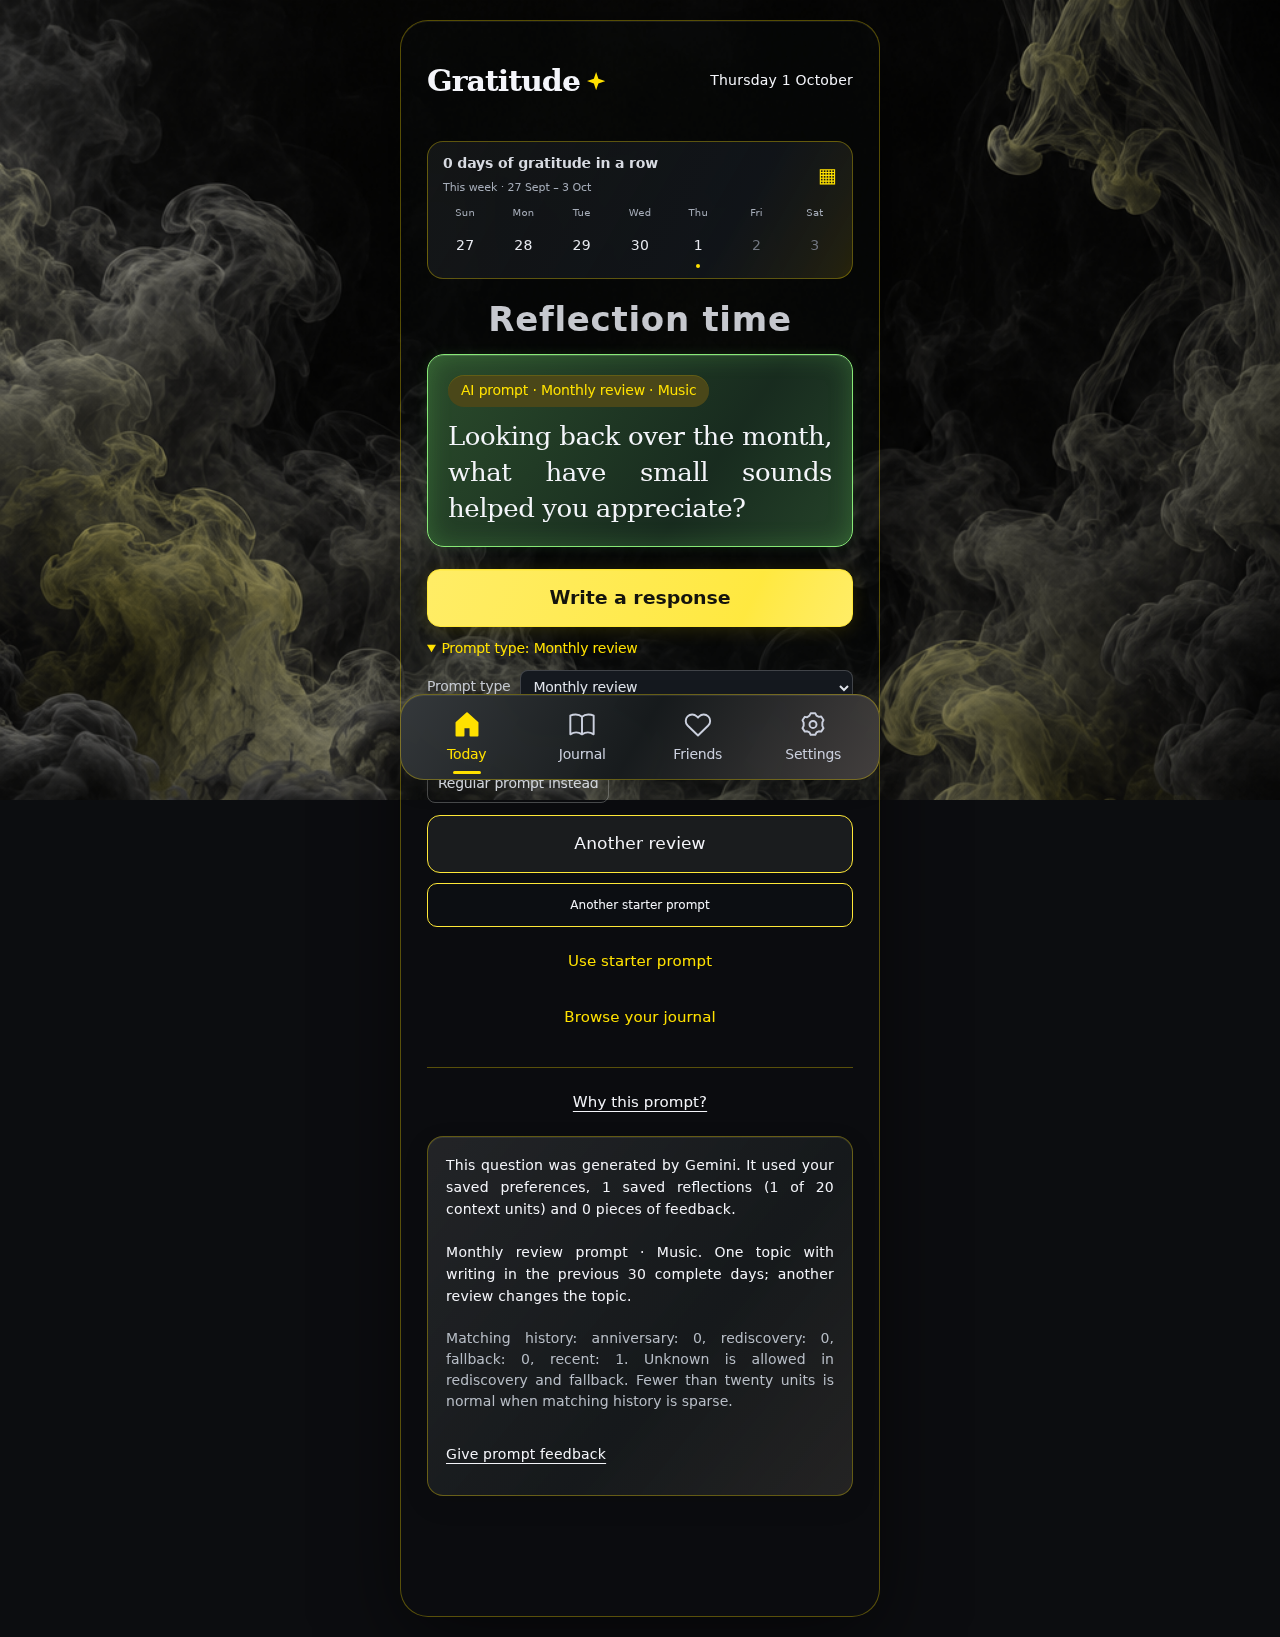 Gratitude
Thursday 1 October
0 days of gratitude in a row
This week · 27 Sept – 3 Oct
Sun Mon Tue Wed Thu Fri Sat
27 28 29 30 1 2 3
Reflection time
AI prompt · Monthly review · Music
Looking back over the month,
what have small sounds
helped you appreciate?
Write a response
▼ Prompt type: Monthly review
Prompt type Monthly review
Today Journal Friends Settings
Regular prompt instead
Another review
Another starter prompt
Use starter prompt
Browse your journal
Why this prompt?
This question was generated by Gemini. It used your
saved preferences, 1 saved reflections (1 of 20
context units) and 0 pieces of feedback.
Monthly review prompt · Music. One topic with
writing in the previous 30 complete days; another
review changes the topic.
Matching history: anniversary: 0, rediscovery: 0,
fallback: 0, recent: 1. Unknown is allowed in
rediscovery and fallback. Fewer than twenty units is
normal when matching history is sparse.
Give prompt feedback